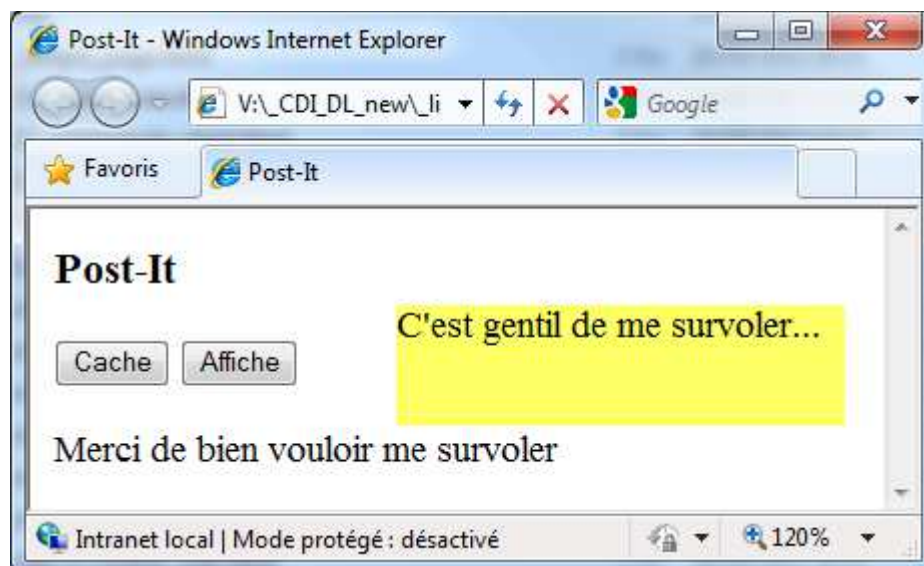 Post-It - Windows Internet Explorer
V:\_CDI_DL_new\_li
Google
Favoris
Post-It
Post-It
C'est gentil de me survoler...
Cache
Affiche
Merci de bien vouloir me survoler
Intranet local | Mode protégé : désactivé
120%